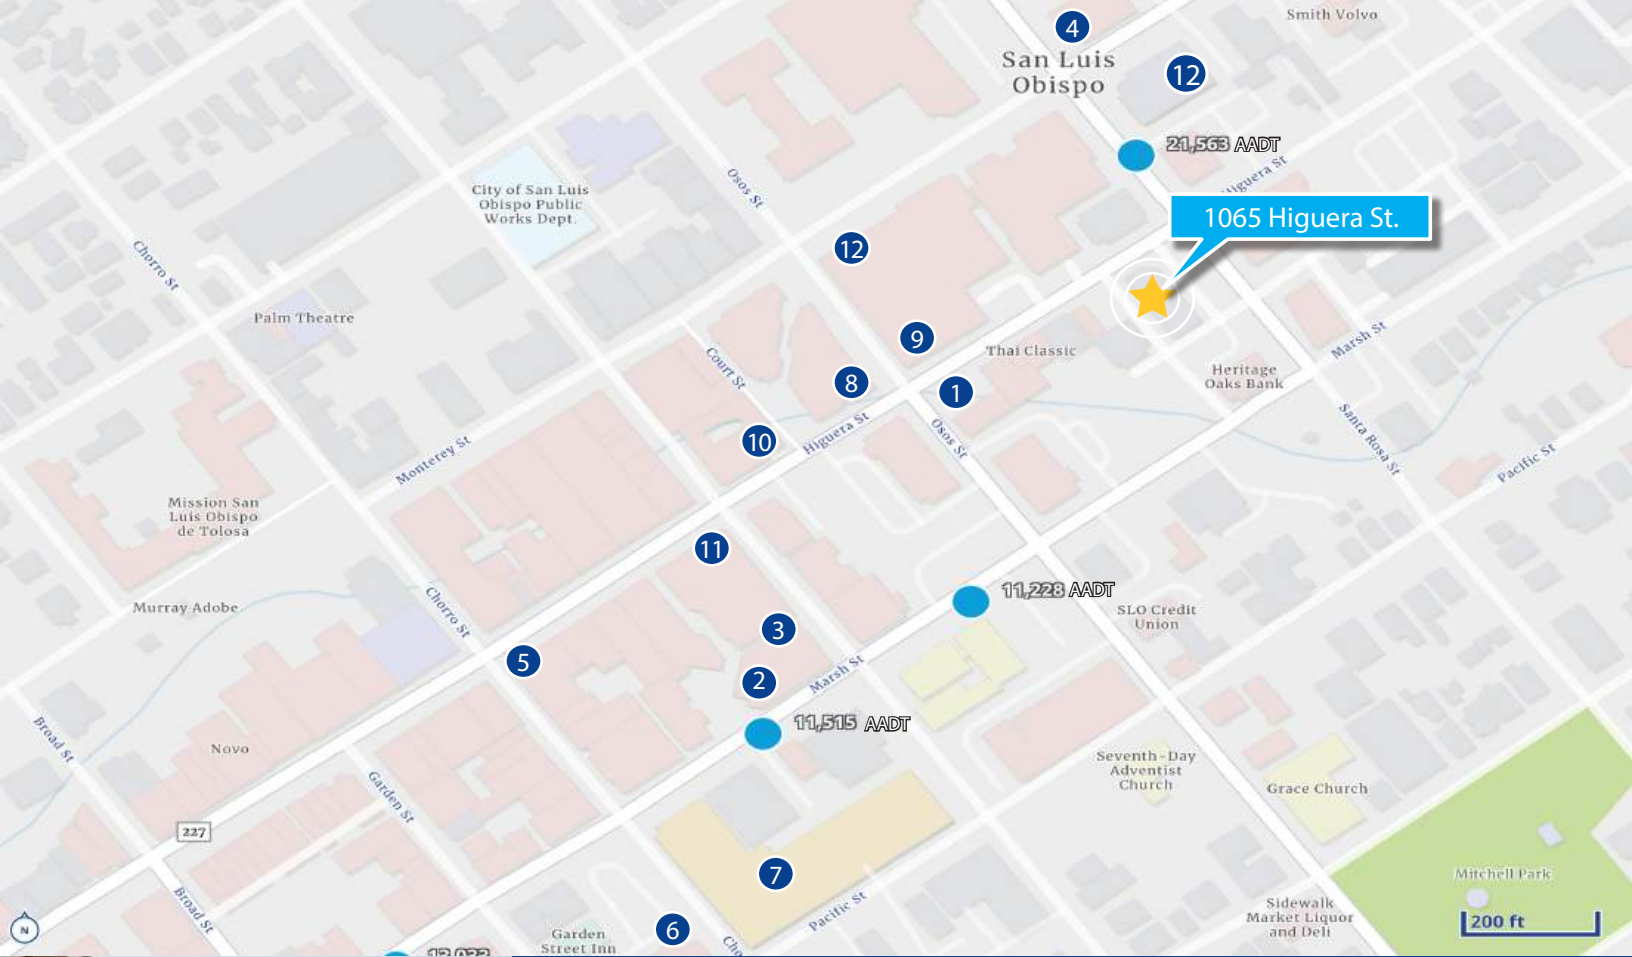 Smith Volvo
4
San Luis
Obispo
12
21,563 AADT
Higuera St
1065 Higuera St.
Osos St
City of San Luis
Obispo Public
Works Dept.
Chorro St
12
Palm Theatre
9
Thai Classic
Marsh St
Court St
8
1
Heritage
Oaks Bank
10
Higuera St
Osos St
Santa Rosa St
Monterey St
Pacific St
Mission San
Luis Obispo
de Tolosa
11
Murray Adobe
Chorro St
11,228 AADT
SLO Credit
Union
3
5
2
Marsh St
11,515 AADT
Broad St
Novo
Garden St
Seventh-Day
Adventist
Church
Grace Church
227
7
Mitchell Park
Broad St
Pacific St
Sidewalk
Market Liquor
and Deli
200 ft
N
6
Garden
Street Inn